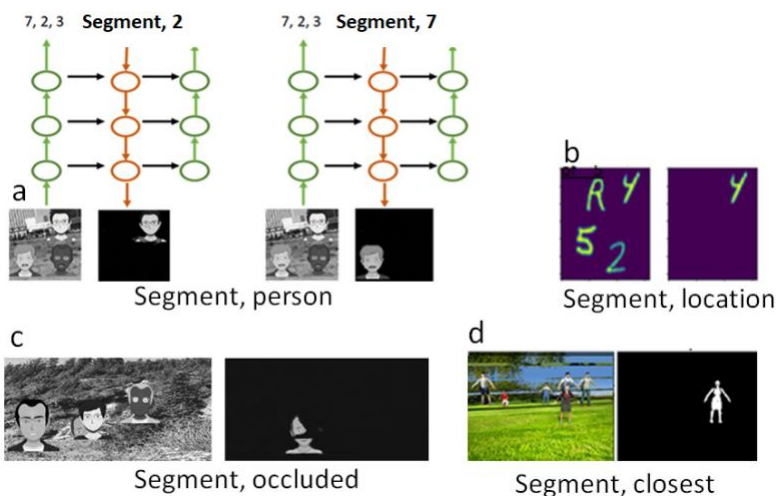 7, 2, 3 Segment, 2
7, 2, 3 Segment, 7
a
Segment, person
b
R Y
5
2
Y
Segment, location
c
Segment, occluded
d
Segment, closest